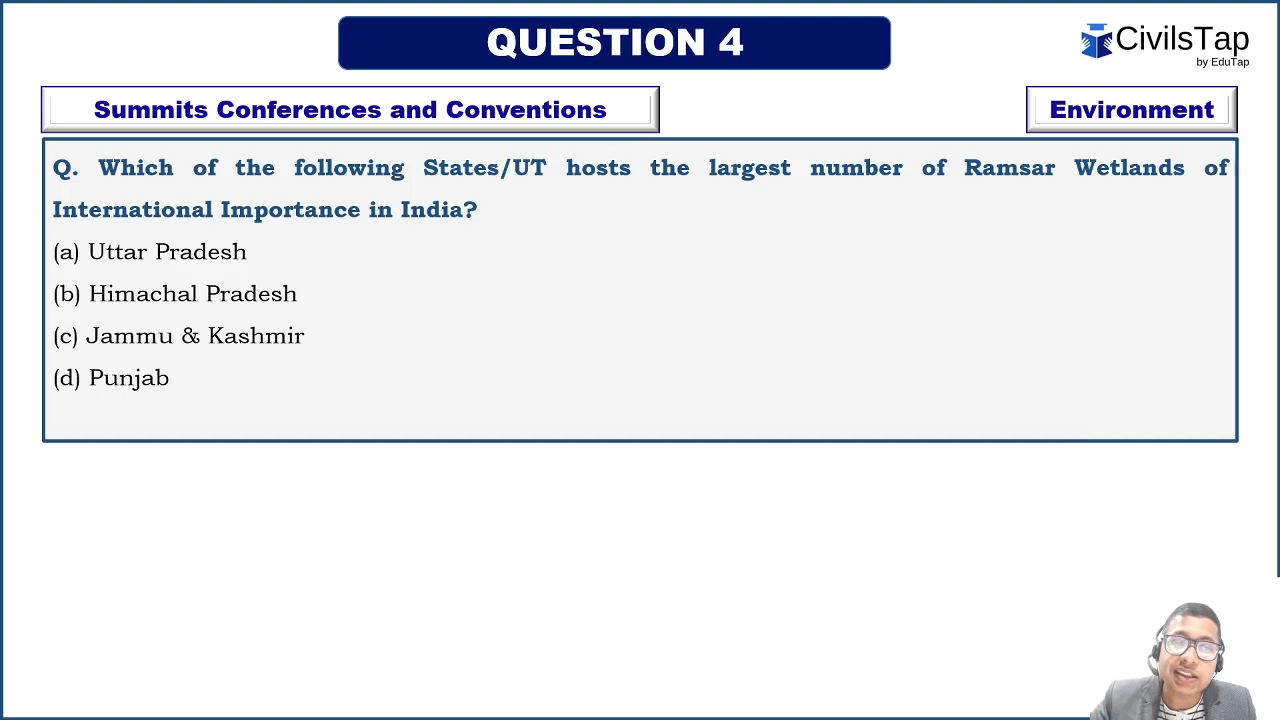 QUESTION 4
CivilsTap
by EduTap
Summits Conferences and Conventions
Environment
Q. Which of the following States/UT hosts the largest number of Ramsar Wetlands of
International Importance in India?
(a) Uttar Pradesh
(b) Himachal Pradesh
(c) Jammu & Kashmir
(d) Punjab